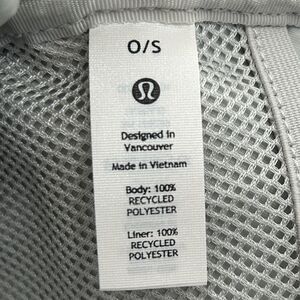 O/S
Designed in
Vancouver
Made in Vietnam
Body: 100%
RECYCLED
POLYESTER
Liner: 100%
RECYCLED
POLYESTER